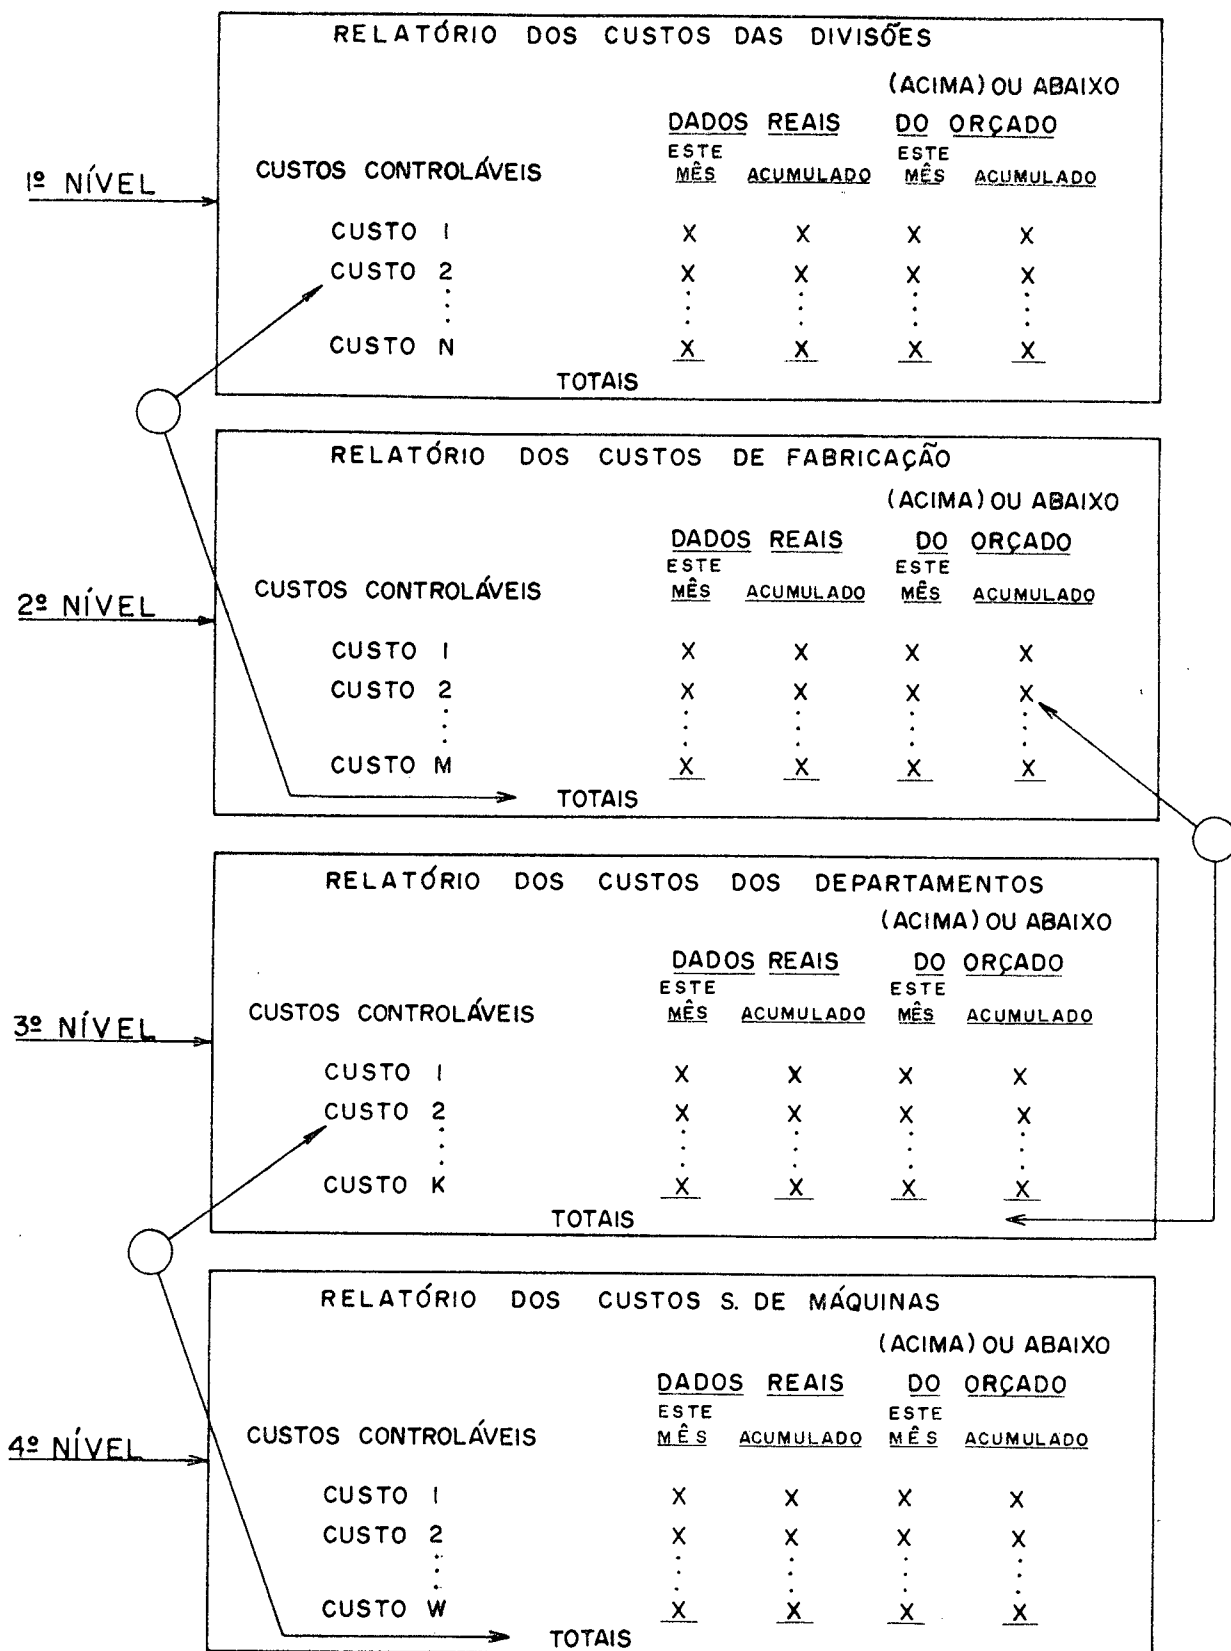 RELATÓRIO DOS CUSTOS DAS DIVISÕES
(ACIMA) OU ABAIXO
DADOS REAIS DO ORÇADO
ESTE ESTE
CUSTOS CONTROLÁVEIS MÊS ACUMULADO MÊS ACUMULADO
1º NÍVEL
CUSTO 1 X X X X
CUSTO 2 X X X X
CUSTO N X X X X
TOTAIS
RELATÓRIO DOS CUSTOS DE FABRICAÇÃO
(ACIMA) OU ABAIXO
DADOS REAIS DO ORÇADO
ESTE ESTE
CUSTOS CONTROLÁVEIS MÊS ACUMULADO MÊS ACUMULADO
2º NÍVEL
CUSTO 1 X X X X
CUSTO 2 X X X X
CUSTO M X X X X
TOTAIS
RELATÓRIO DOS CUSTOS DOS DEPARTAMENTOS
(ACIMA) OU ABAIXO
DADOS REAIS DO ORÇADO
ESTE ESTE
CUSTOS CONTROLÁVEIS MÊS ACUMULADO MÊS ACUMULADO
3º NÍVEL
CUSTO 1 X X X X
CUSTO 2 X X X X
CUSTO K X X X X
TOTAIS
RELATÓRIO DOS CUSTOS S. DE MÁQUINAS
(ACIMA) OU ABAIXO
DADOS REAIS DO ORÇADO
ESTE ESTE
CUSTOS CONTROLÁVEIS MÊS ACUMULADO MÊS ACUMULADO
4º NÍVEL
CUSTO 1 X X X X
CUSTO 2 X X X X
CUSTO W X X X X
TOTAIS